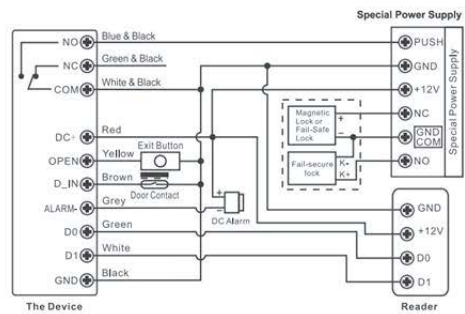 Special Power Supply
NO
Blue & Black
NC
Green & Black
COM
White & Black
DC+
Red
OPEN
Yellow
Exit Button
D_IN
Brown
Door Contact
ALARM-
Grey
+
−
DC Alarm
D0
Green
D1
White
GND
Black
The Device
Magnetic
Lock or
Fail-Safe
Lock
+
−
Fail-secure
lock
K-
K+
PUSH
GND
+12V
NC
GND
COM
NO
Special Power Supply
GND
+12V
D0
D1
Reader